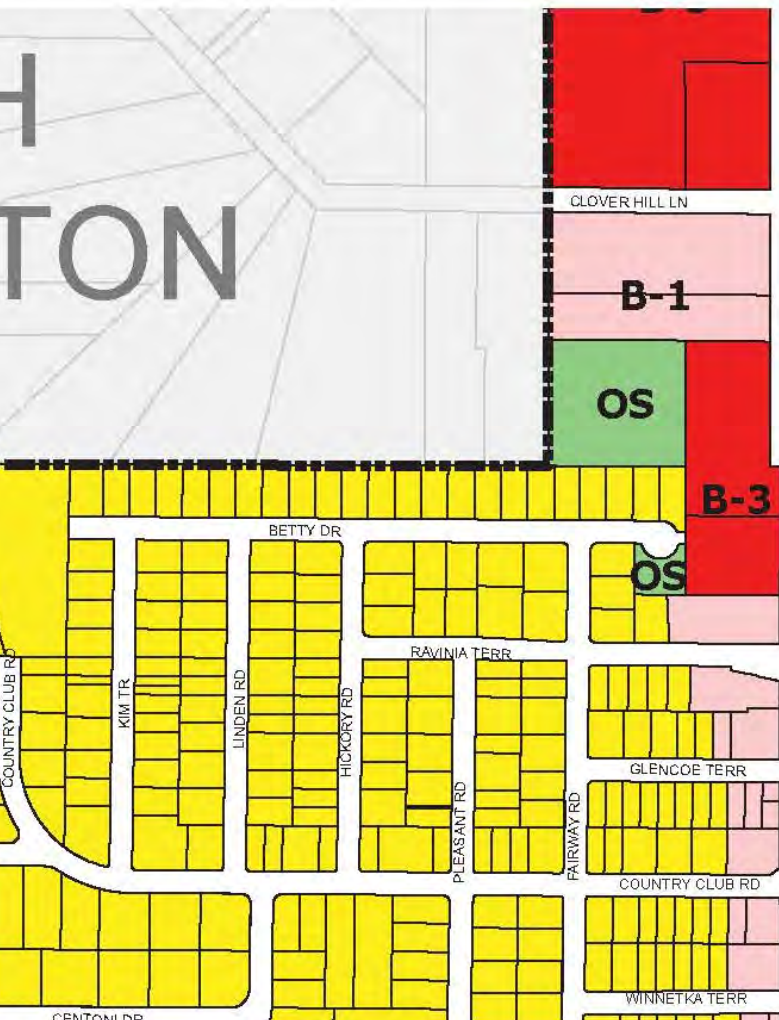 H
TON
CLOVER HILL LN
B-1
OS
B-3
BETTY DR
OS
RAVINIA TERR
COUNTRY CLUB RD
KIM TR
LINDEN RD
HICKORY RD
PLEASANT RD
FAIRWAY RD
GLENCOE TERR
COUNTRY CLUB RD
WINNETKA TERR